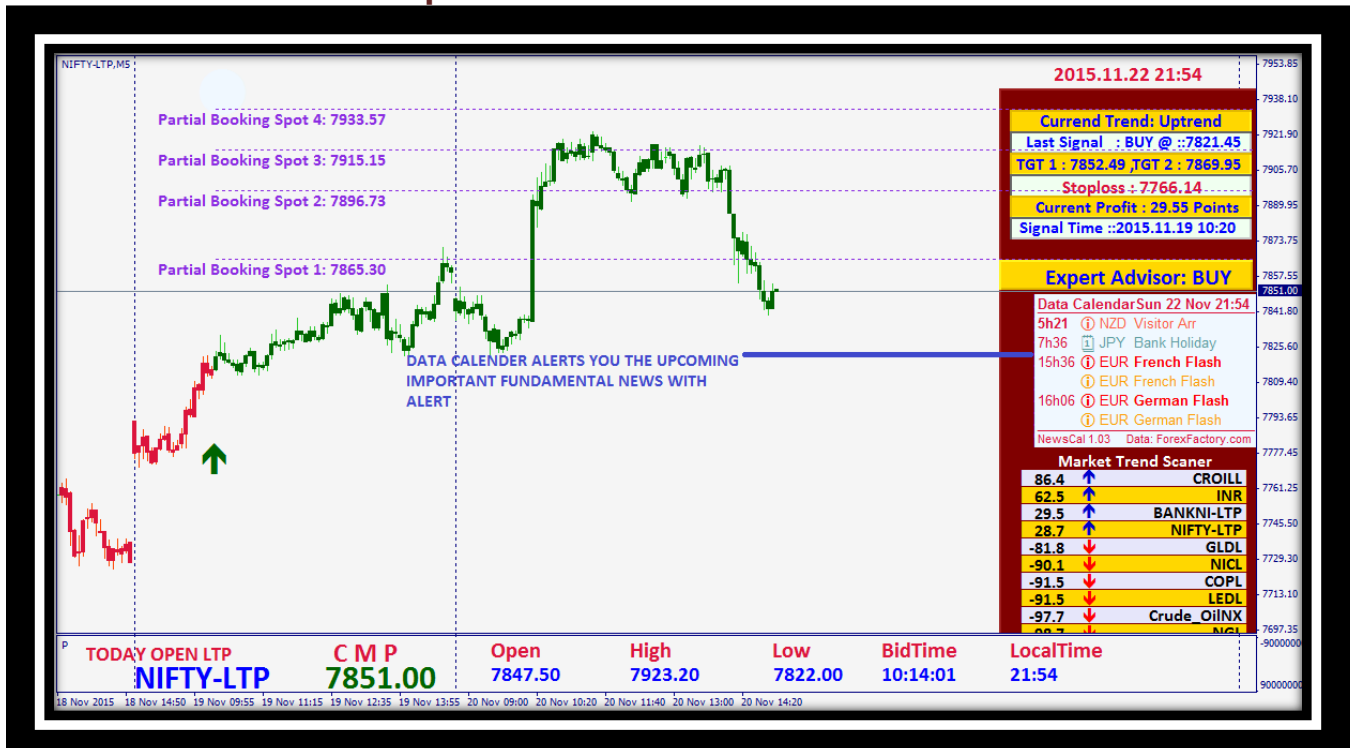 NIFTY-LTP,M5
Partial Booking Spot 4: 7933.57
Partial Booking Spot 3: 7915.15
Partial Booking Spot 2: 7896.73
Partial Booking Spot 1: 7865.30
DATA CALENDER ALERTS YOU THE UPCOMING
IMPORTANT FUNDAMENTAL NEWS WITH
ALERT
2015.11.22 21:54
Currend Trend: Uptrend
Last Signal : BUY @ ::7821.45
TGT 1 : 7852.49 ,TGT 2 : 7869.95
Stoploss : 7766.14
Current Profit : 29.55 Points
Signal Time ::2015.11.19 10:20
Expert Advisor: BUY
Data CalendarSun 22 Nov 21:54
5h21 NZD Visitor Arr
7h36 1 JPY Bank Holiday
15h36 EUR French Flash
EUR French Flash
16h06 EUR German Flash
EUR German Flash
NewsCal 1.03 Data: ForexFactory.com
Market Trend Scaner
86.4 CROILL
62.5 INR
29.5 BANKNI-LTP
28.7 NIFTY-LTP
-81.8 GLDL
-90.1 NICL
-91.5 COPL
-91.5 LEDL
-97.7 Crude_OilNX
7953.85
7938.10
7921.90
7905.70
7889.95
7873.75
7857.55
7851.00
7841.80
7825.60
7809.40
7793.65
7777.45
7761.25
7745.50
7729.30
7713.10
7697.35
-9000000
90000000
P
TODAY OPEN LTP C M P Open High Low BidTime LocalTime
NIFTY-LTP 7851.00 7847.50 7923.20 7822.00 10:14:01 21:54
18 Nov 2015 18 Nov 14:50 19 Nov 09:55 19 Nov 11:15 19 Nov 12:35 19 Nov 13:55 20 Nov 09:00 20 Nov 10:20 20 Nov 11:40 20 Nov 13:00 20 Nov 14:20